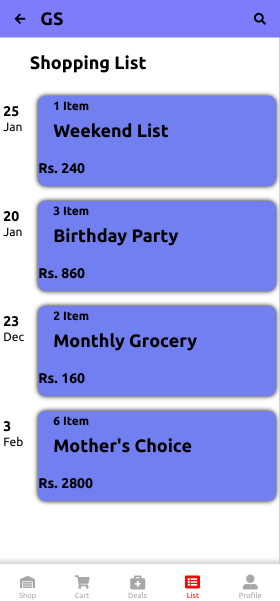 GS
Shopping List
25
Jan
1 Item
Weekend List
Rs. 240
20
Jan
3 Item
Birthday Party
Rs. 860
23
Dec
2 Item
Monthly Grocery
Rs. 160
3
Feb
6 Item
Mother's Choice
Rs. 2800
Shop Cart Deals List Profile